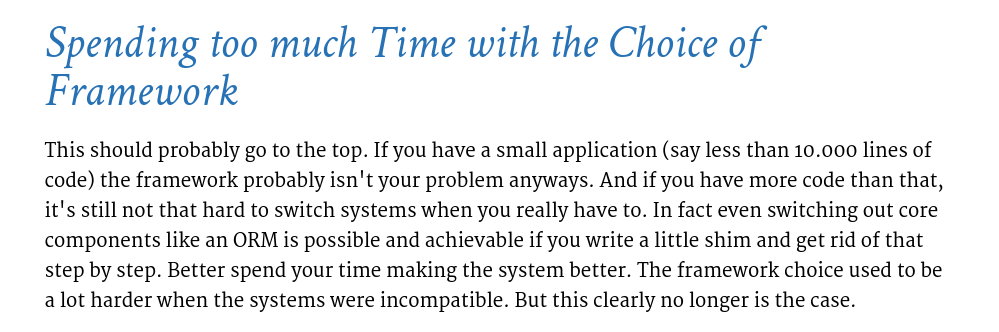 Spending too much Time with the Choice of
Framework
This should probably go to the top. If you have a small application (say less than 10.000 lines of
code) the framework probably isn't your problem anyways. And if you have more code than that,
it's still not that hard to switch systems when you really have to. In fact even switching out core
components like an ORM is possible and achievable if you write a little shim and get rid of that
step by step. Better spend your time making the system better. The framework choice used to be
a lot harder when the systems were incompatible. But this clearly no longer is the case.